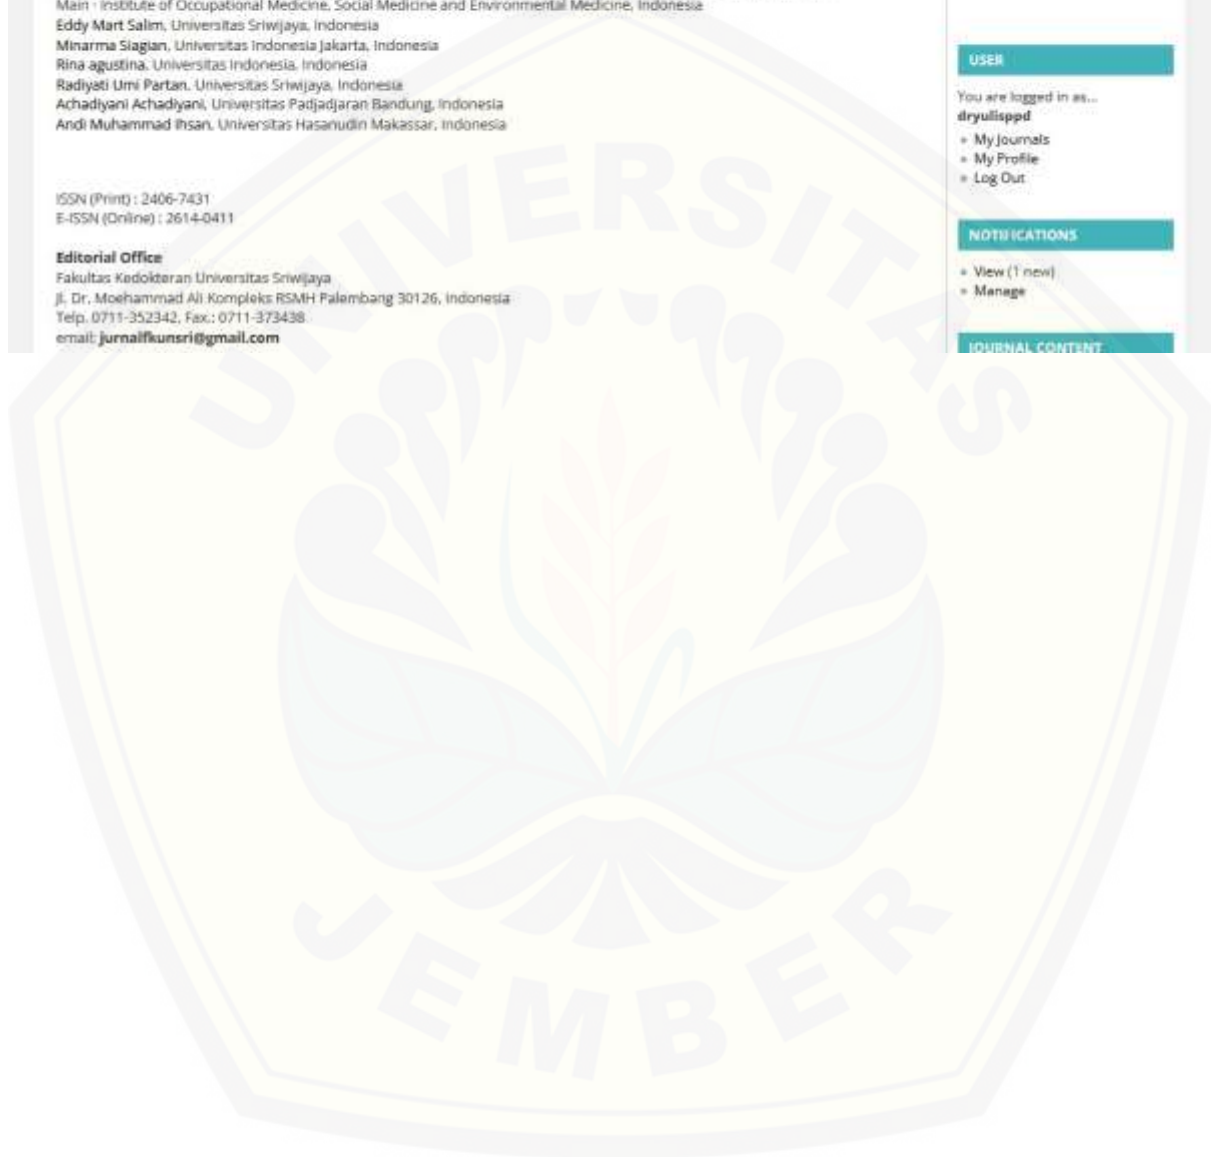 Main - Institute of Occupational Medicine, Social Medicine and Environmental Medicine, Indonesia
Eddy Mart Salim, Universitas Sriwijaya, Indonesia
Minarma Siagian, Universitas Indonesia Jakarta, Indonesia
Rina agustina, Universitas Indonesia, Indonesia
Radiyati Umi Partan, Universitas Sriwijaya, Indonesia
Achadiyani Achadiyani, Universitas Padjadjaran Bandung, Indonesia
Andi Muhammad Ihsan, Universitas Hasanudin Makassar, Indonesia
ISSN (Print) : 2406-7431
E-ISSN (Online) : 2614-0411
Editorial Office
Fakultas Kedokteran Universitas Sriwijaya
Jl. Dr. Moehammad Ali Kompleks RSMH Palembang 30126, Indonesia
Telp. 0711-352342, Fax.: 0711-373438
email: jurnalfkunsri@gmail.com
USER
You are logged in as...
dryulisppd
My Journals
My Profile
Log Out
NOTIFICATIONS
View (1 new)
Manage
JOURNAL CONTENT
UNIVERSITAS
JEMBER